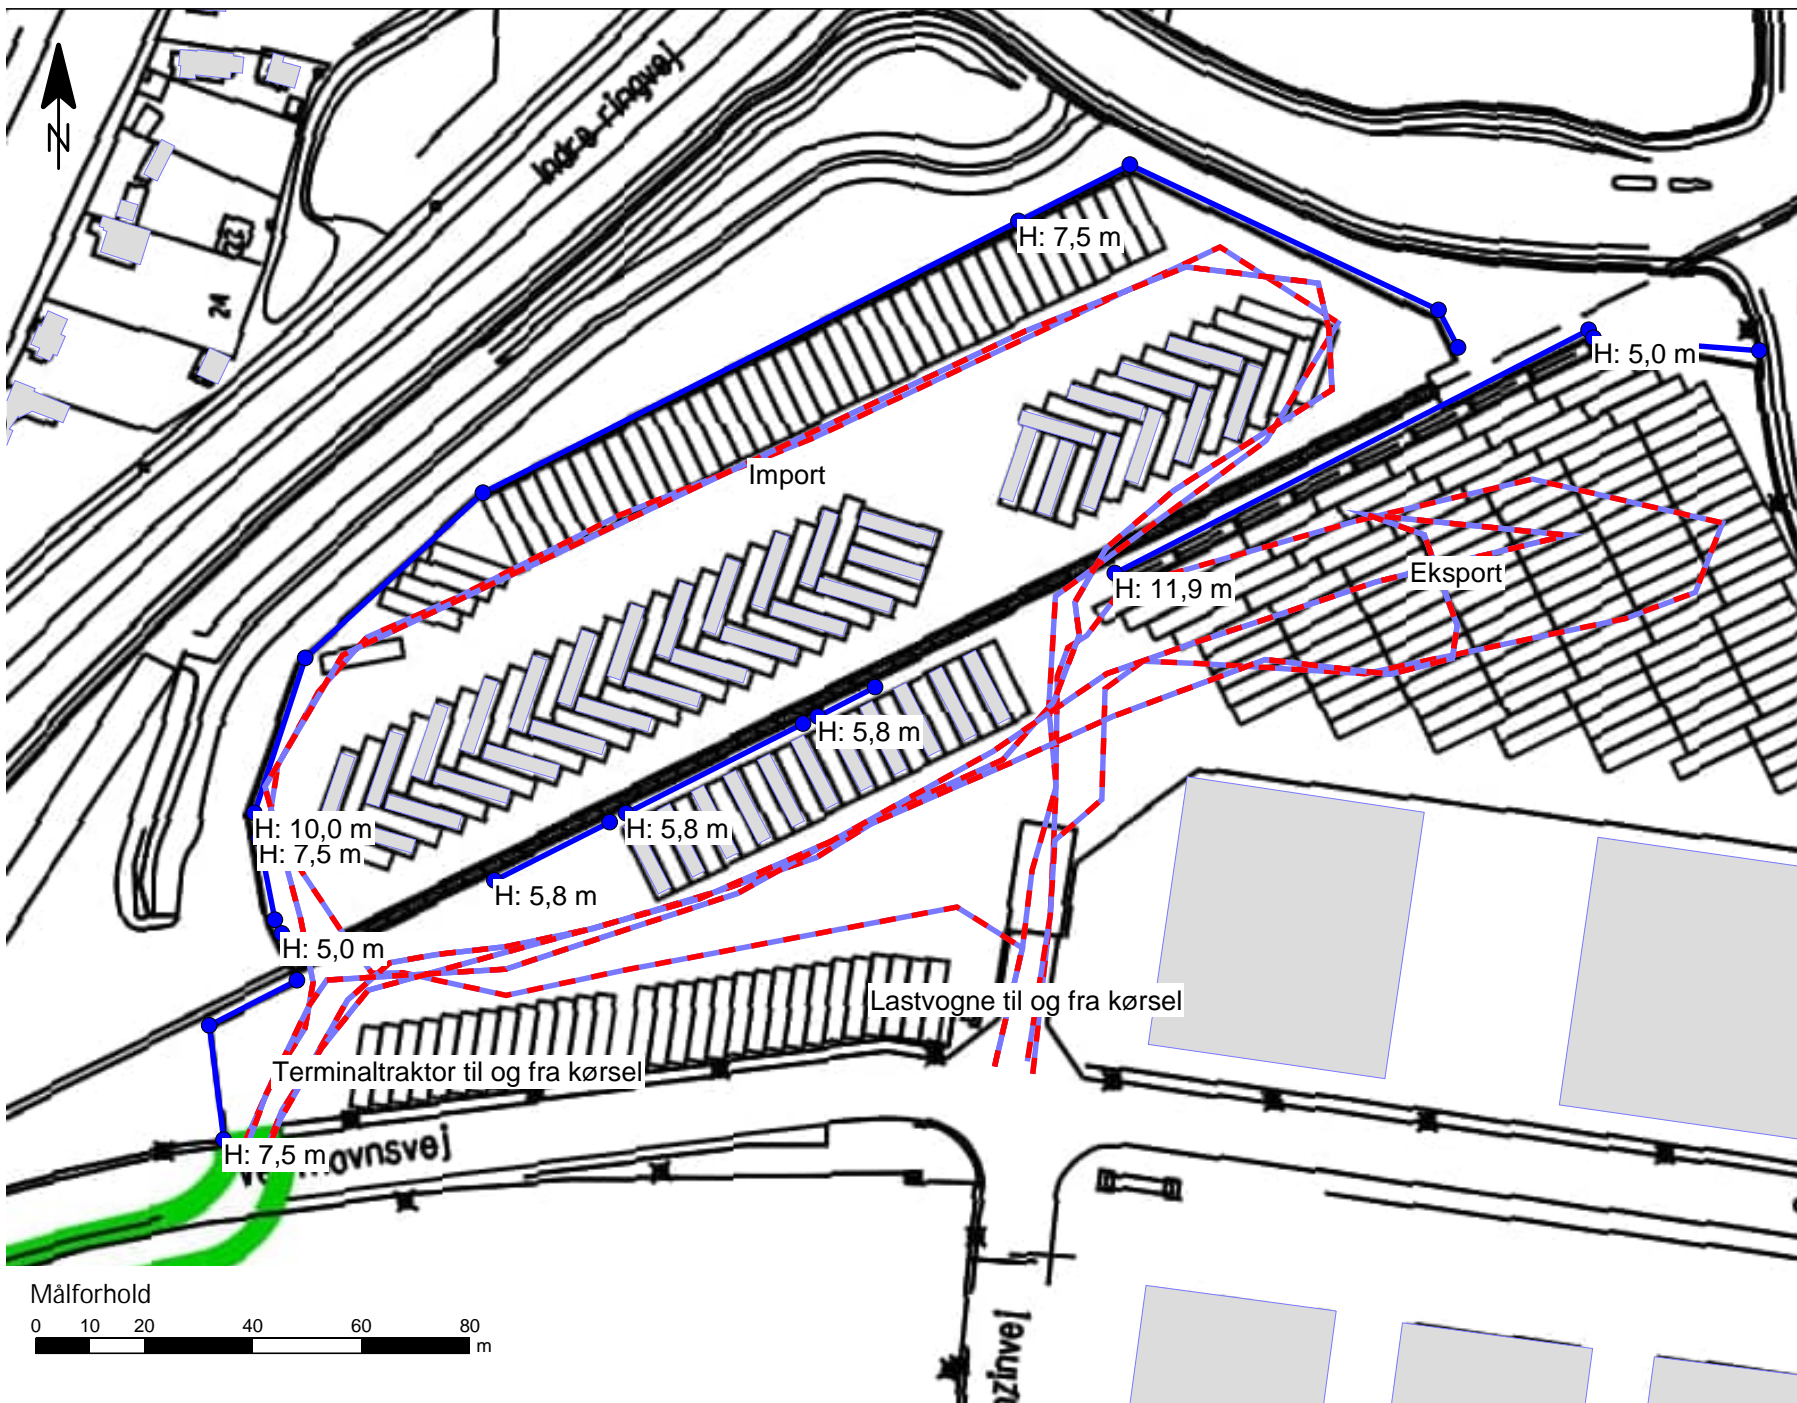 N
Indre ringvej
22
24
H: 7,5 m
H: 5,0 m
Import
H: 11,9 m
Eksport
H: 5,8 m
H: 5,8 m
H: 5,8 m
H: 10,0 m
H: 7,5 m
H: 5,0 m
Lastvogne til og fra kørsel
Terminaltraktor til og fra kørsel
H: 7,5 m
Målforhold
0 10 20 40 60 80
m